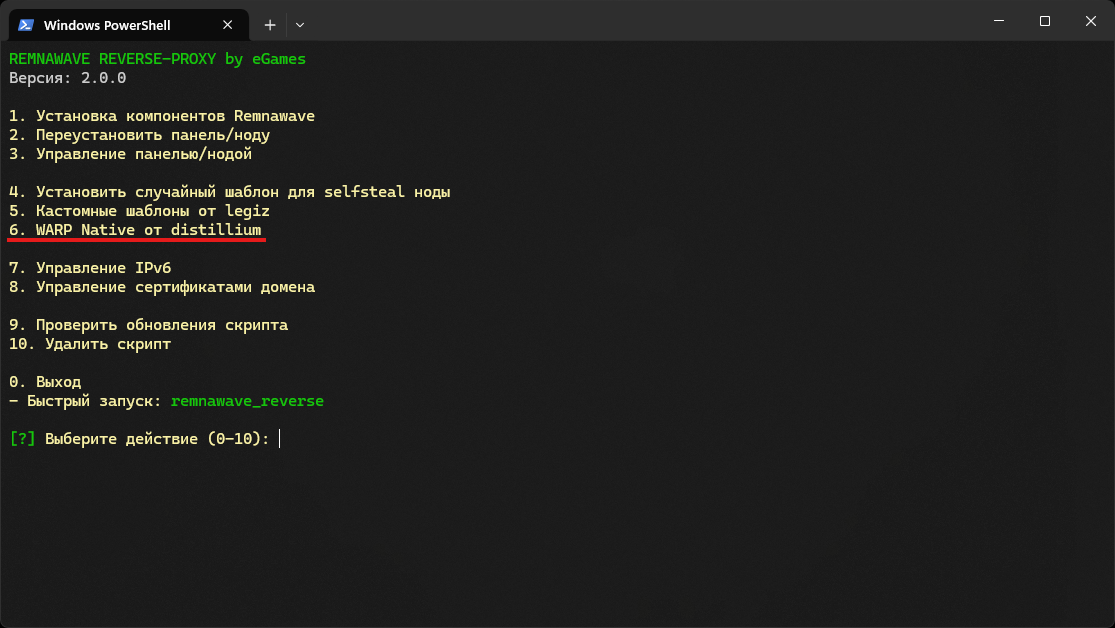 Windows PowerShell
REMNAWAVE REVERSE-PROXY by eGames
Версия: 2.0.0
1. Установка компонентов Remnawave
2. Переустановить панель/ноду
3. Управление панелью/нодой
4. Установить случайный шаблон для selfsteal ноды
5. Кастомные шаблоны от legiz
6. WARP Native от distillium
7. Управление IPv6
8. Управление сертификатами домена
9. Проверить обновления скрипта
10. Удалить скрипт
0. Выход
- Быстрый запуск: remnawave_reverse
[?] Выберите действие (0-10):